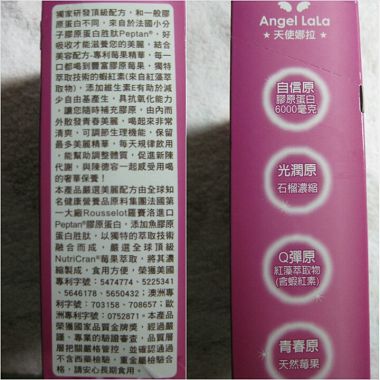 獨家研發頂級配方，和一般膠
原蛋白不同，來自於法國小分
子膠原蛋白胜肽Peptan®，好
吸收才能滋養您的美麗，結合
美容配方-專利莓果精華，每一
口都喝到豐富膠原莓果、獨特
萃取技術的蝦紅素(來自紅藻萃
取物)，添加維生素E有助於減
少自由基產生，具抗氧化能力
，讓您隨時補充膠原，由內而
外散發青春美麗，喝起來非常
清爽，可調節生理機能，保留
最多美麗精華，每天規律飲用
，能幫助調整體質，促進新陳
代謝，與陳德容一起感受用喝
的奢華保養！
本產品嚴選美麗配方由全球知
名健康營養品原料集團法國第
一大廠Rousselot羅賽洛進口
Peptan®膠原蛋白，添加魚膠原
蛋白胜肽，以獨特的萃取技術
融合而成，嚴選全球頂級
NutriCran®莓果萃取，將其濃
縮製成，食用方便，榮獲美國
專利字號：5474774、5225341
、5646178、5650432；澳洲專
利字號：703158、708657；歐
洲專利字號：0752871。本產品
榮獲國家品質金牌獎，經過嚴
謹、專業的驗證審查，品質層
層把關嚴格管控，並確認通過
不含西藥檢驗、重金屬檢驗合
格，請安心長期食用。
Angel LaLa
★天使娜拉★
自信原
膠原蛋白
6000毫克
光潤原
石榴濃縮
Q彈原
紅藻萃取物
(含蝦紅素)
青春原
天然莓果